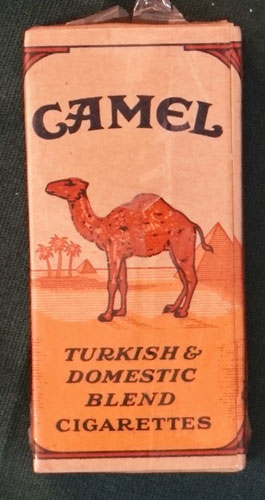 CAMEL
TURKISH &
DOMESTIC
BLEND
CIGARETTES